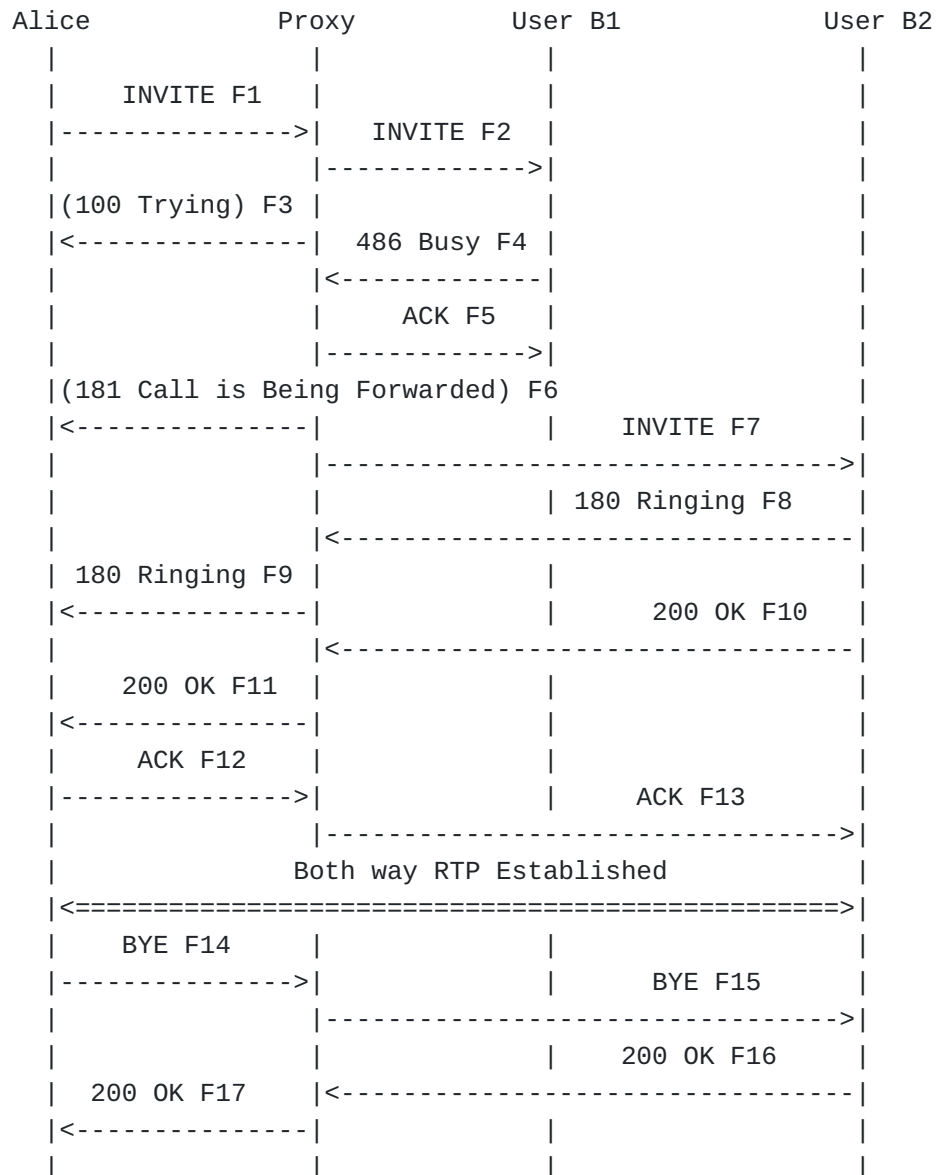 Alice            Proxy          User B1             User B2
  |                |              |                   |
  |    INVITE F1   |              |                   |
  |--------------->|   INVITE F2  |                   |
  |                |------------->|                   |
  |(100 Trying) F3 |              |                   |
  |<---------------|  486 Busy F4 |                   |
  |                |<-------------|                   |
  |                |     ACK F5   |                   |
  |                |------------->|                   |
  |(181 Call is Being Forwarded) F6                   |
  |<---------------|              |    INVITE F7      |
  |                |--------------------------------->|
  |                |              | 180 Ringing F8    |
  |                |<---------------------------------|
  | 180 Ringing F9 |              |                   |
  |<---------------|              |      200 OK F10   |
  |                |<---------------------------------|
  |    200 OK F11  |              |                   |
  |<---------------|              |                   |
  |     ACK F12    |              |                   |
  |--------------->|              |     ACK F13       |
  |                |--------------------------------->|
  |               Both way RTP Established            |
  |<=================================================>|
  |    BYE F14     |              |                   |
  |--------------->|              |      BYE F15      |
  |                |--------------------------------->|
  |                |              |    200 OK F16     |
  |  200 OK F17    |<---------------------------------|
  |<---------------|              |                   |
  |                |              |                   |